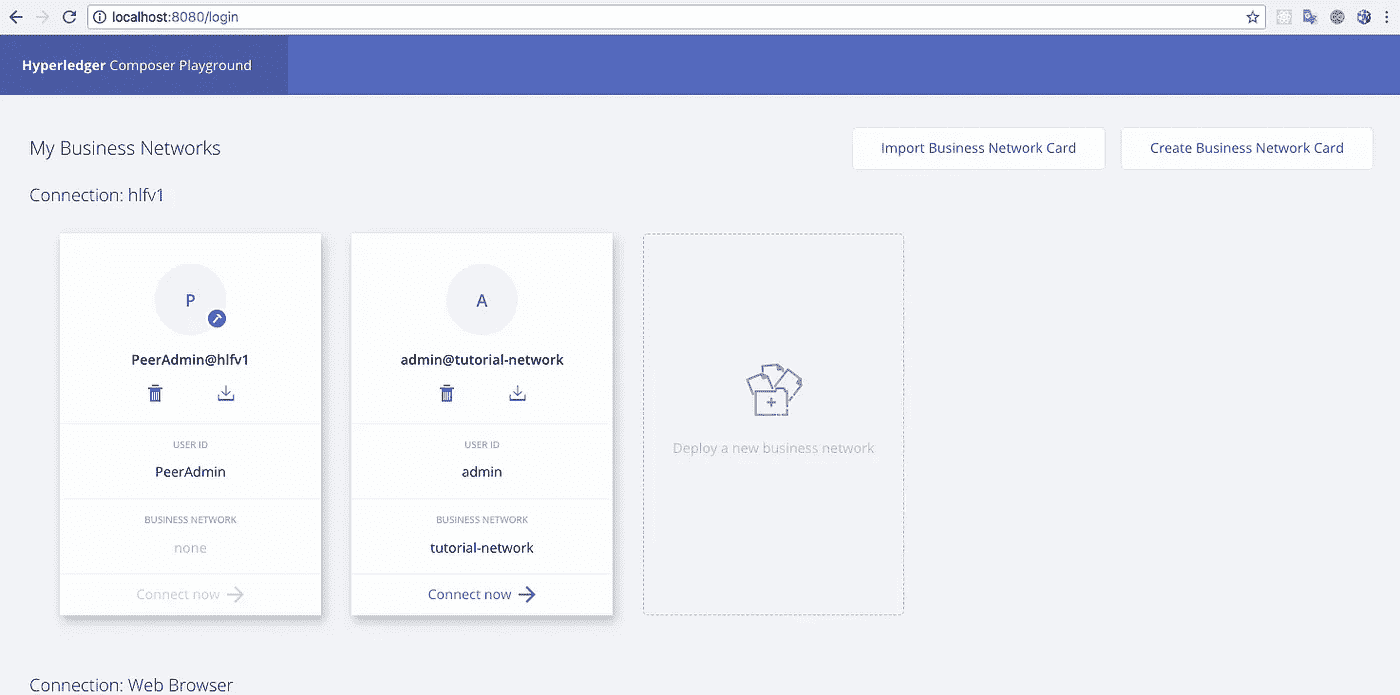 localhost:8080/login
Hyperledger Composer Playground
My Business Networks
Import Business Network Card
Create Business Network Card
Connection: hlfv1
P
PeerAdmin@hlfv1
USER ID
PeerAdmin
BUSINESS NETWORK
none
Connect now
A
admin@tutorial-network
USER ID
admin
BUSINESS NETWORK
tutorial-network
Connect now
Deploy a new business network
Connection: Web Browser